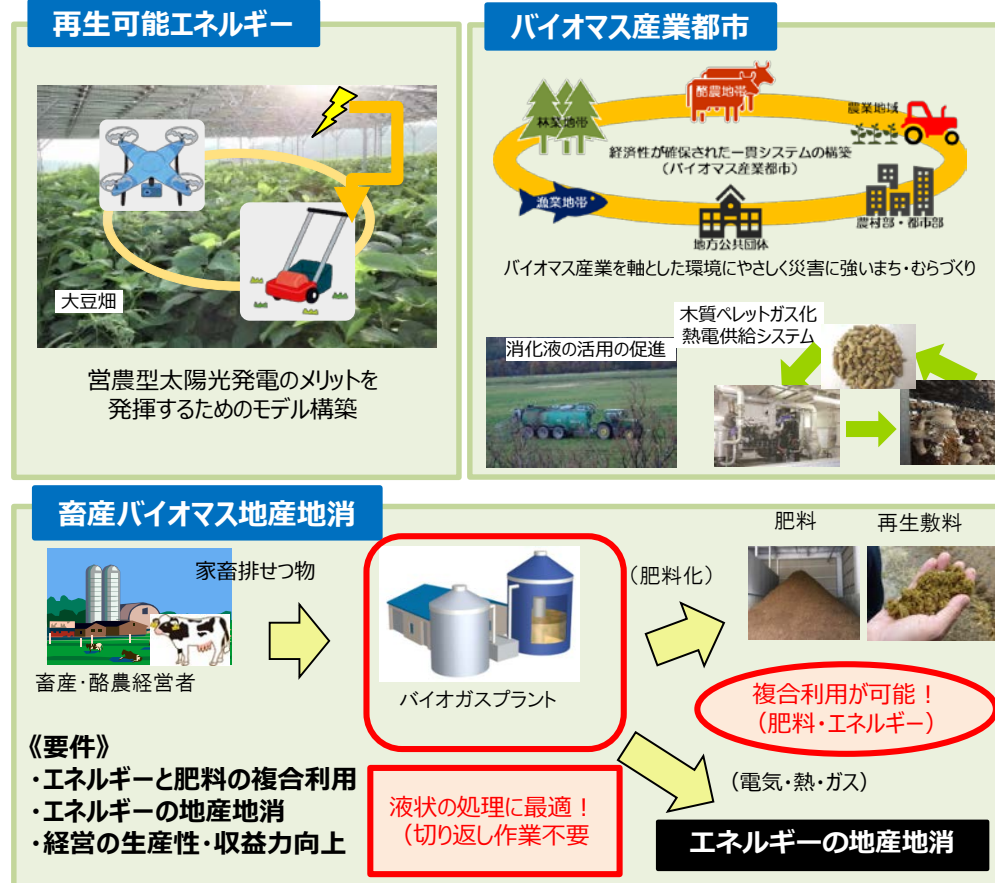 再生可能エネルギー
大豆畑
営農型太陽光発電のメリットを
発揮するためのモデル構築
バイオマス産業都市
酪農地帯
林業地帯
農業地域
経済性が確保された一貫システムの構築
(バイオマス産業都市)
漁業地帯
地方公共団体
農村部・都市部
バイオマス産業を軸とした環境にやさしく災害に強いまち・むらづくり
消化液の活用の促進
木質ペレットガス化
熱電供給システム
畜産バイオマス地産地消
家畜排せつ物
畜産・酪農経営者
バイオガスプラント
(肥料化)
肥料
再生敷料
複合利用が可能!
(肥料・エネルギー)
《要件》
・エネルギーと肥料の複合利用
・エネルギーの地産地消
・経営の生産性・収益力向上
液状の処理に最適!
(切り返し作業不要
(電気・熱・ガス)
エネルギーの地産地消